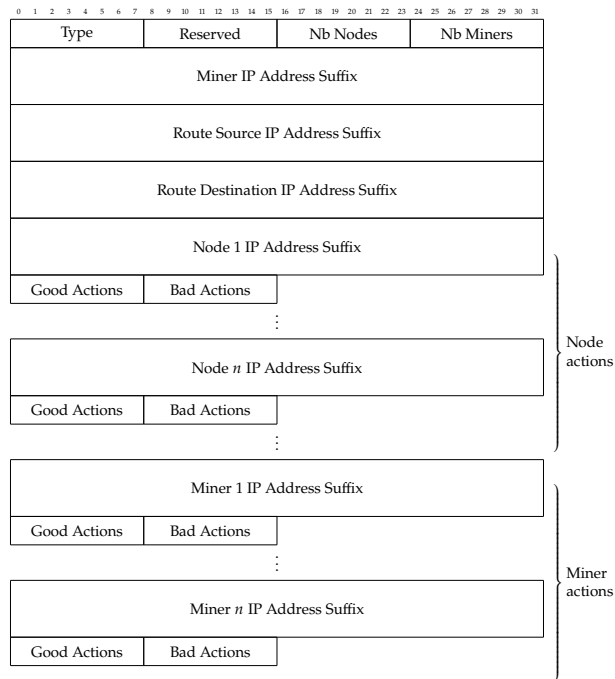 0 1 2 3 4 5 6 7 8 9 10 11 12 13 14 15 16 17 18 19 20 21 22 23 24 25 26 27 28 29 30 31
Type Reserved Nb Nodes Nb Miners
Miner IP Address Suffix
Route Source IP Address Suffix
Route Destination IP Address Suffix
Node 1 IP Address Suffix
Good Actions Bad Actions
⋮
Node n IP Address Suffix
Good Actions Bad Actions
⋮
Node
actions
Miner 1 IP Address Suffix
Good Actions Bad Actions
⋮
Miner n IP Address Suffix
Good Actions Bad Actions
Miner
actions